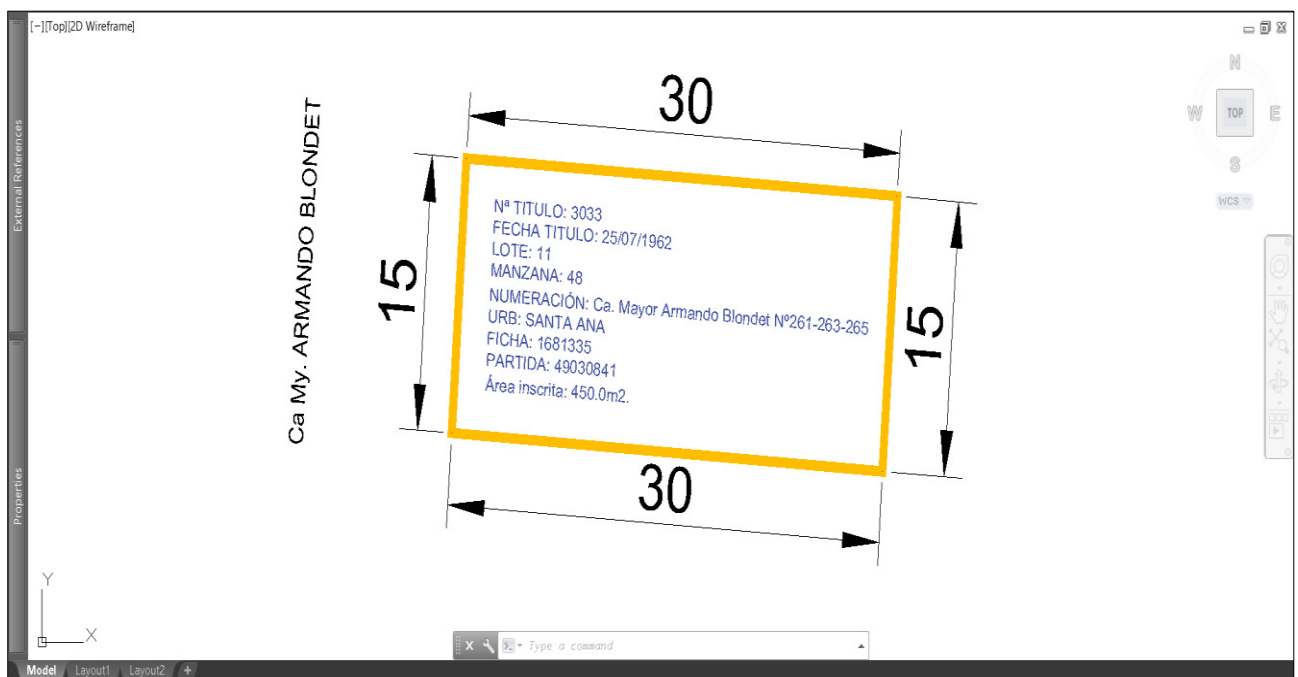 [−][Top][2D Wireframe]
N
W TOP E
S
WCS
External References
Properties
Ca My. ARMANDO BLONDET
30
15
Nª TITULO: 3033
FECHA TITULO: 25/07/1962
LOTE: 11
MANZANA: 48
NUMERACIÓN: Ca. Mayor Armando Blondet Nº261-263-265
URB: SANTA ANA
FICHA: 1681335
PARTIDA: 49030841
Área inscrita: 450.0m2.
15
30
Y
X
Type a command
Model Layout1 Layout2 +